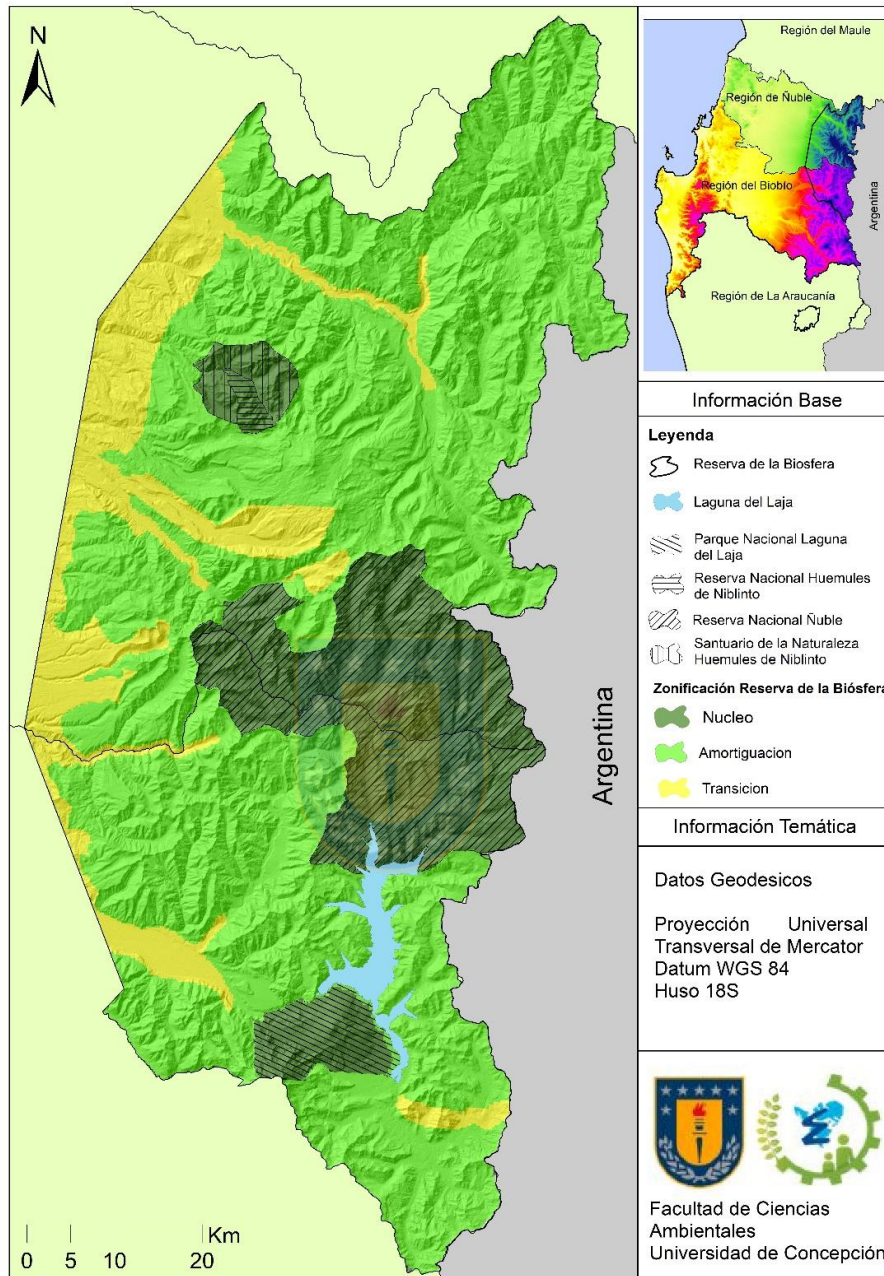 N
Argentina
Km
0 5 10 20
Región del Maule
Región de Ñuble
Región del Biobío
Argentina
Región de La Araucanía
Información Base
Leyenda
Reserva de la Biosfera
Laguna del Laja
Parque Nacional Laguna
del Laja
Reserva Nacional Huemules
de Niblinto
Reserva Nacional Ñuble
Santuario de la Naturaleza
Huemules de Niblinto
Zonificación Reserva de la Biósfera
Nucleo
Amortiguacion
Transicion
Información Temática
Datos Geodesicos
Proyección Universal
Transversal de Mercator
Datum WGS 84
Huso 18S
Facultad de Ciencias
Ambientales
Universidad de Concepción